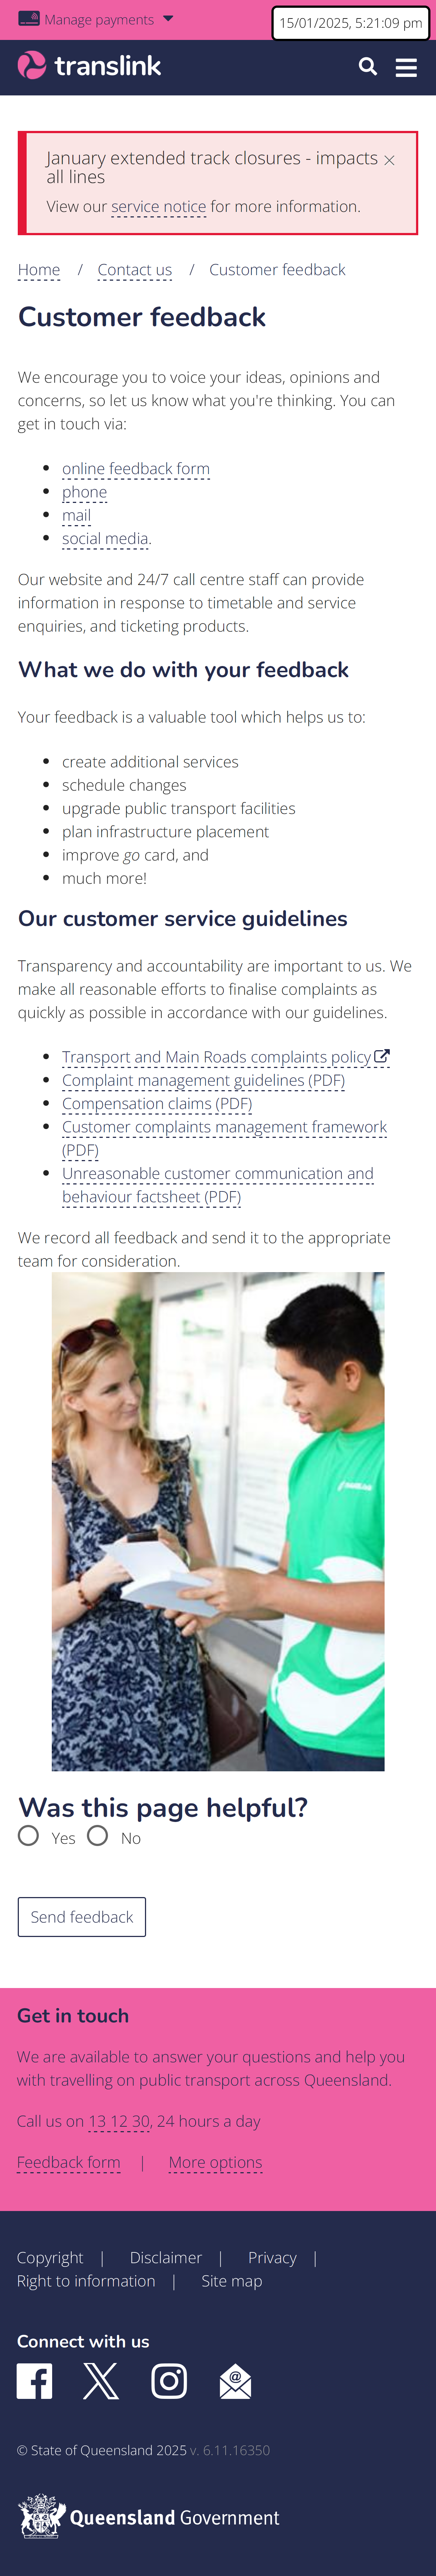 Manage payments
15/01/2025, 5:21:09 pm
translink
January extended track closures - impacts
all lines
View our service notice for more information.
Home / Contact us / Customer feedback
Customer feedback
We encourage you to voice your ideas, opinions and
concerns, so let us know what you're thinking. You can
get in touch via:
online feedback form
phone
mail
social media.
Our website and 24/7 call centre staff can provide
information in response to timetable and service
enquiries, and ticketing products.
What we do with your feedback
Your feedback is a valuable tool which helps us to:
create additional services
schedule changes
upgrade public transport facilities
plan infrastructure placement
improve go card, and
much more!
Our customer service guidelines
Transparency and accountability are important to us. We
make all reasonable efforts to finalise complaints as
quickly as possible in accordance with our guidelines.
Transport and Main Roads complaints policy
Complaint management guidelines (PDF)
Compensation claims (PDF)
Customer complaints management framework
(PDF)
Unreasonable customer communication and
behaviour factsheet (PDF)
We record all feedback and send it to the appropriate
team for consideration.
Was this page helpful?
Yes No
Send feedback
Get in touch
We are available to answer your questions and help you
with travelling on public transport across Queensland.
Call us on 13 12 30, 24 hours a day
Feedback form | More options
Copyright | Disclaimer | Privacy |
Right to information | Site map
Connect with us
© State of Queensland 2025 v. 6.11.16350
Queensland Government